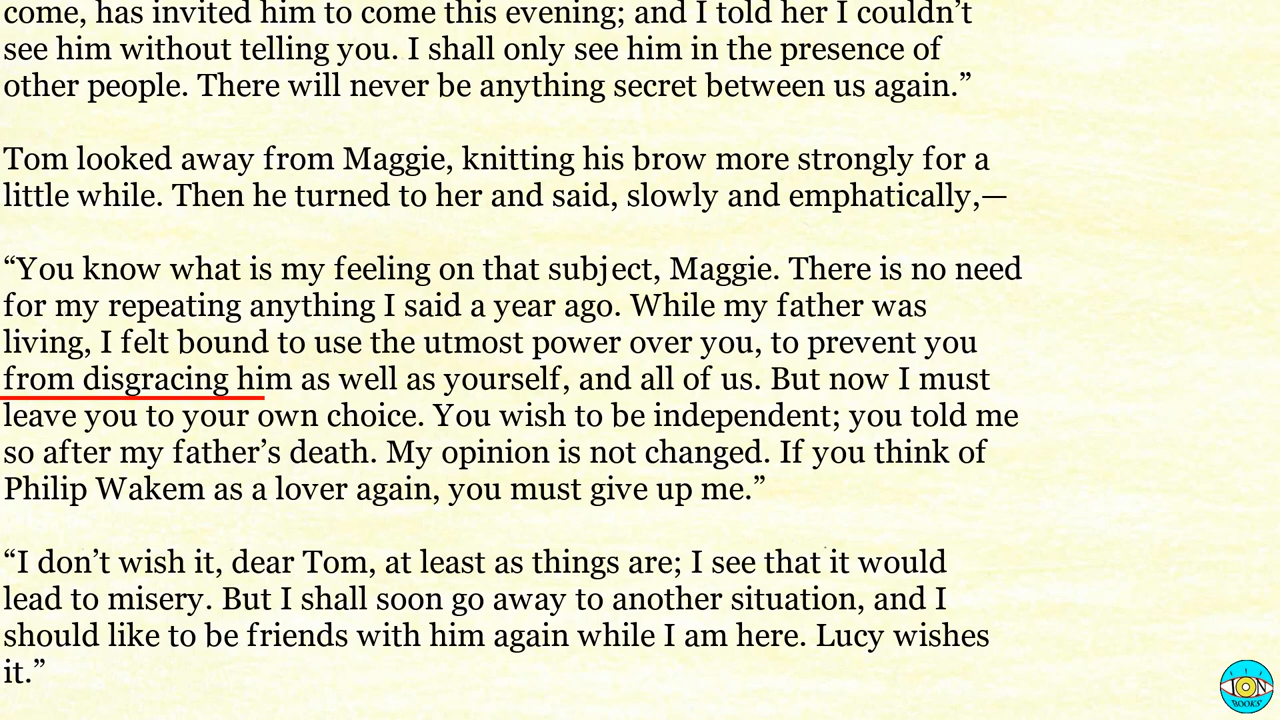 come, has invited him to come this evening; and I told her I couldn’t
see him without telling you. I shall only see him in the presence of
other people. There will never be anything secret between us again.”
Tom looked away from Maggie, knitting his brow more strongly for a
little while. Then he turned to her and said, slowly and emphatically,—
“You know what is my feeling on that subject, Maggie. There is no need
for my repeating anything I said a year ago. While my father was
living, I felt bound to use the utmost power over you, to prevent you
from disgracing him as well as yourself, and all of us. But now I must
leave you to your own choice. You wish to be independent; you told me
so after my father’s death. My opinion is not changed. If you think of
Philip Wakem as a lover again, you must give up me.”
“I don’t wish it, dear Tom, at least as things are; I see that it would
lead to misery. But I shall soon go away to another situation, and I
should like to be friends with him again while I am here. Lucy wishes
it.”
ION
BOOKS